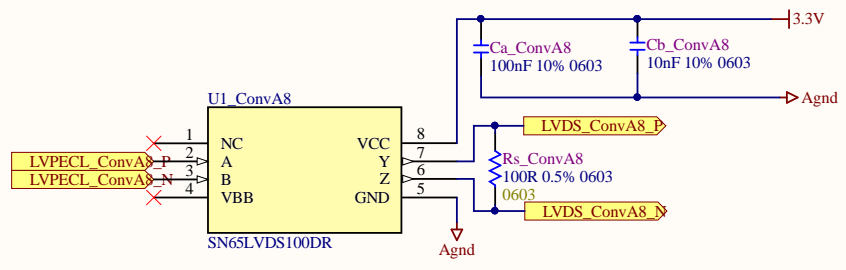 3.3V
Ca_ConvA8
100nF 10% 0603
Cb_ConvA8
10nF 10% 0603
Agnd
U1_ConvA8
1
NC
VCC
8
LVPECL_ConvA8_P
2
A
Y
7
LVDS_ConvA8_P
LVPECL_ConvA8_N
3
B
Z
6
4
VBB
GND
5
Rs_ConvA8
100R 0.5% 0603
0603
LVDS_ConvA8_N
SN65LVDS100DR
Agnd